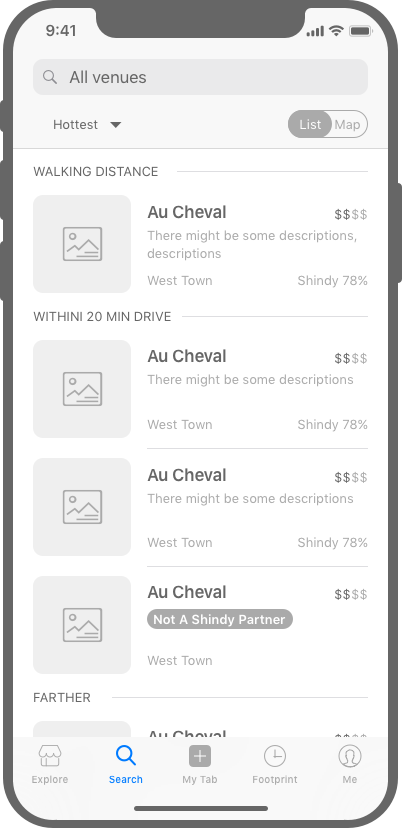 9:41
All venues
Hottest
List Map
WALKING DISTANCE
Au Cheval $$$$
There might be some descriptions,
descriptions
West Town Shindy 78%
WITHINI 20 MIN DRIVE
Au Cheval $$$$
There might be some descriptions
West Town Shindy 78%
Au Cheval $$$$
There might be some descriptions
West Town Shindy 78%
Au Cheval $$$$
Not A Shindy Partner
West Town
FARTHER
Au Cheval $$$$
Explore Search My Tab Footprint Me